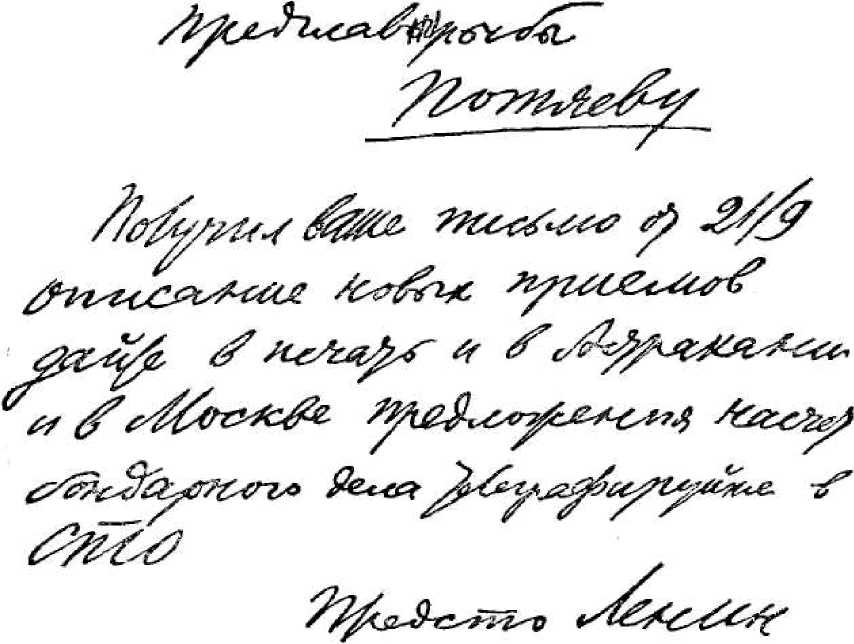 Предглаврыбы
Потяеву
Получил ваше письмо от 21/9
описание новых приемов
дайте в печать и в Астрахани
и в Москве предложения насчет
бондарного дела телеграфируйте в
СТО
Предсто Ленин